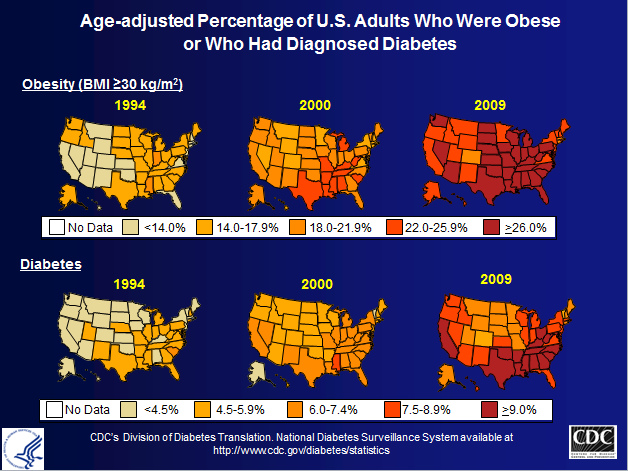 Age-adjusted Percentage of U.S. Adults Who Were Obese
or Who Had Diagnosed Diabetes
Obesity (BMI ≥30 kg/m²)
1994
2000
2009
No Data
<14.0%
14.0-17.9%
18.0-21.9%
22.0-25.9%
≥26.0%
Diabetes
1994
2000
2009
No Data
<4.5%
4.5-5.9%
6.0-7.4%
7.5-8.9%
≥9.0%
CDC's Division of Diabetes Translation. National Diabetes Surveillance System available at
http://www.cdc.gov/diabetes/statistics
CDC